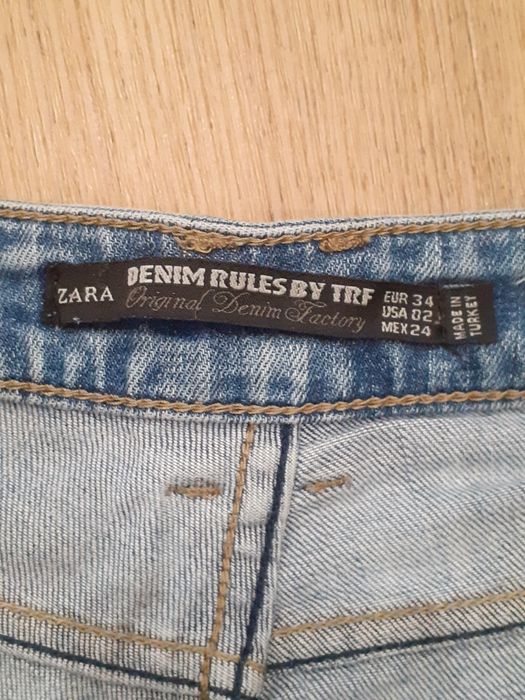 ZARA
DENIM RULES BY TRF
Original Denim Factory
EUR 34
USA 02
MEX 24
MADE IN
TURKEY